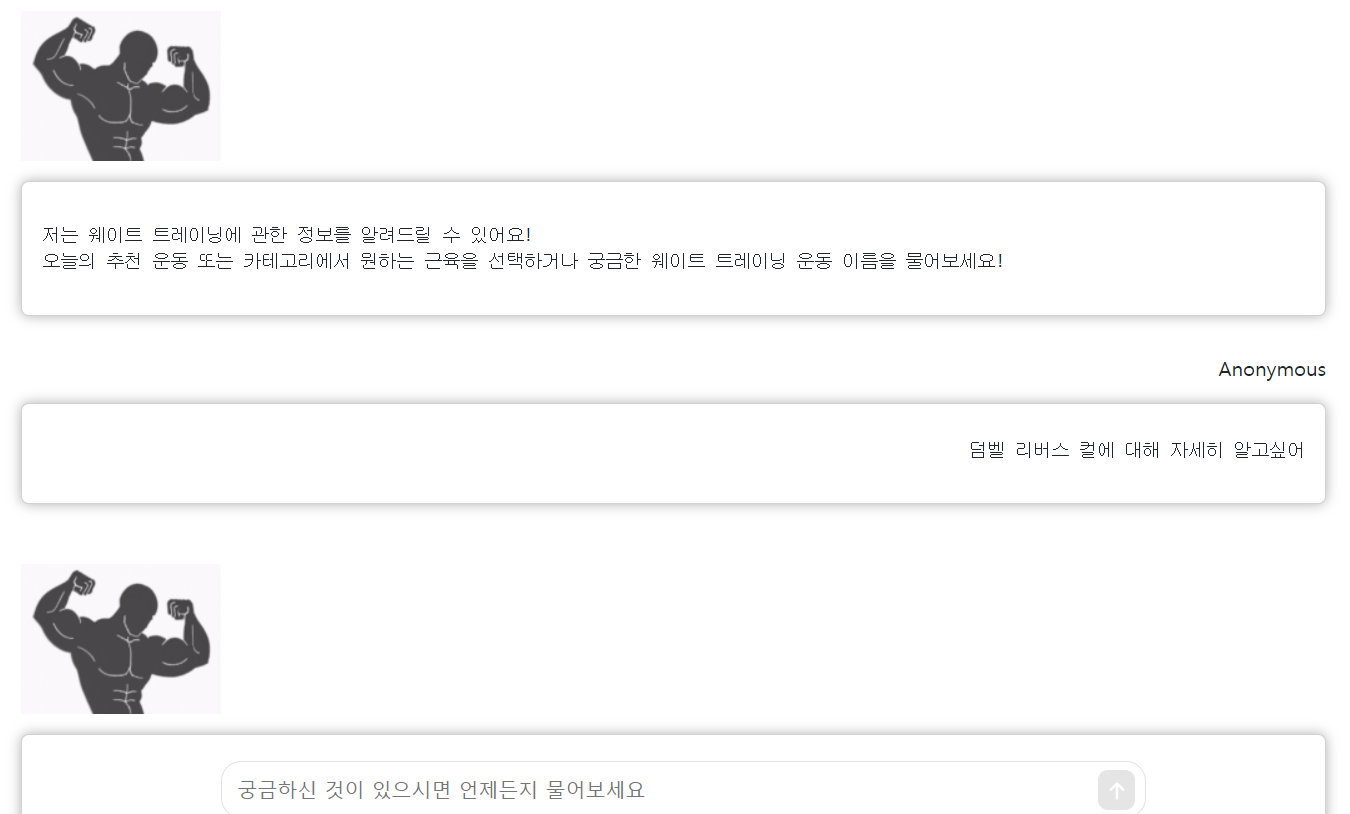 저는 웨이트 트레이닝에 관한 정보를 알려드릴 수 있어요!
오늘의 추천 운동 또는 카테고리에서 원하는 근육을 선택하거나 궁금한 웨이트 트레이닝 운동 이름을 물어보세요!
Anonymous
덤벨 리버스 컬에 대해 자세히 알고싶어
궁금하신 것이 있으시면 언제든지 물어보세요